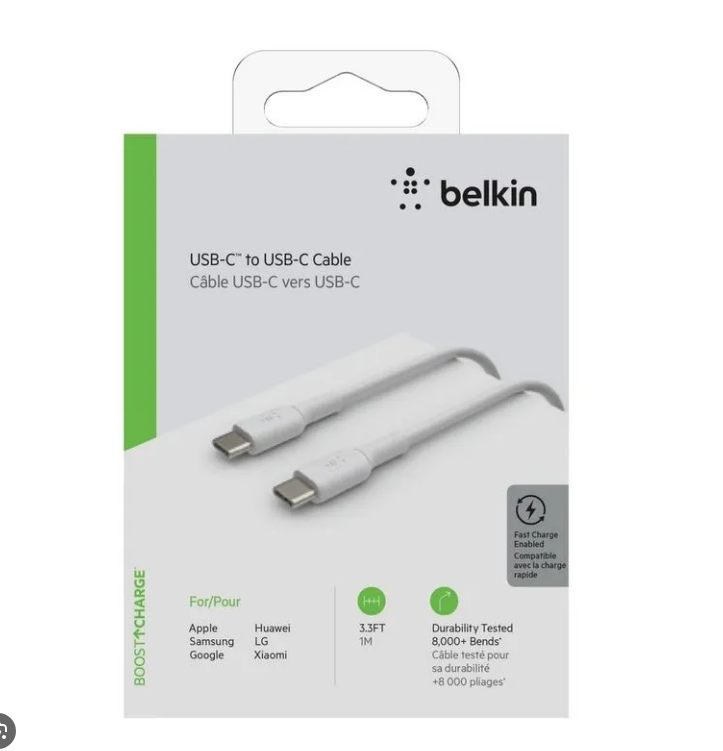 belkin
USB-C™ to USB-C Cable
Câble USB-C vers USB-C
Fast Charge
Enabled
Compatible
avec la charge
rapide
BOOST↑CHARGE™
For/Pour
Apple
Samsung
Google
Huawei
LG
Xiaomi
3.3FT
1M
Durability Tested
8,000+ Bends*
Câble testé pour
sa durabilité
+8 000 pliages*